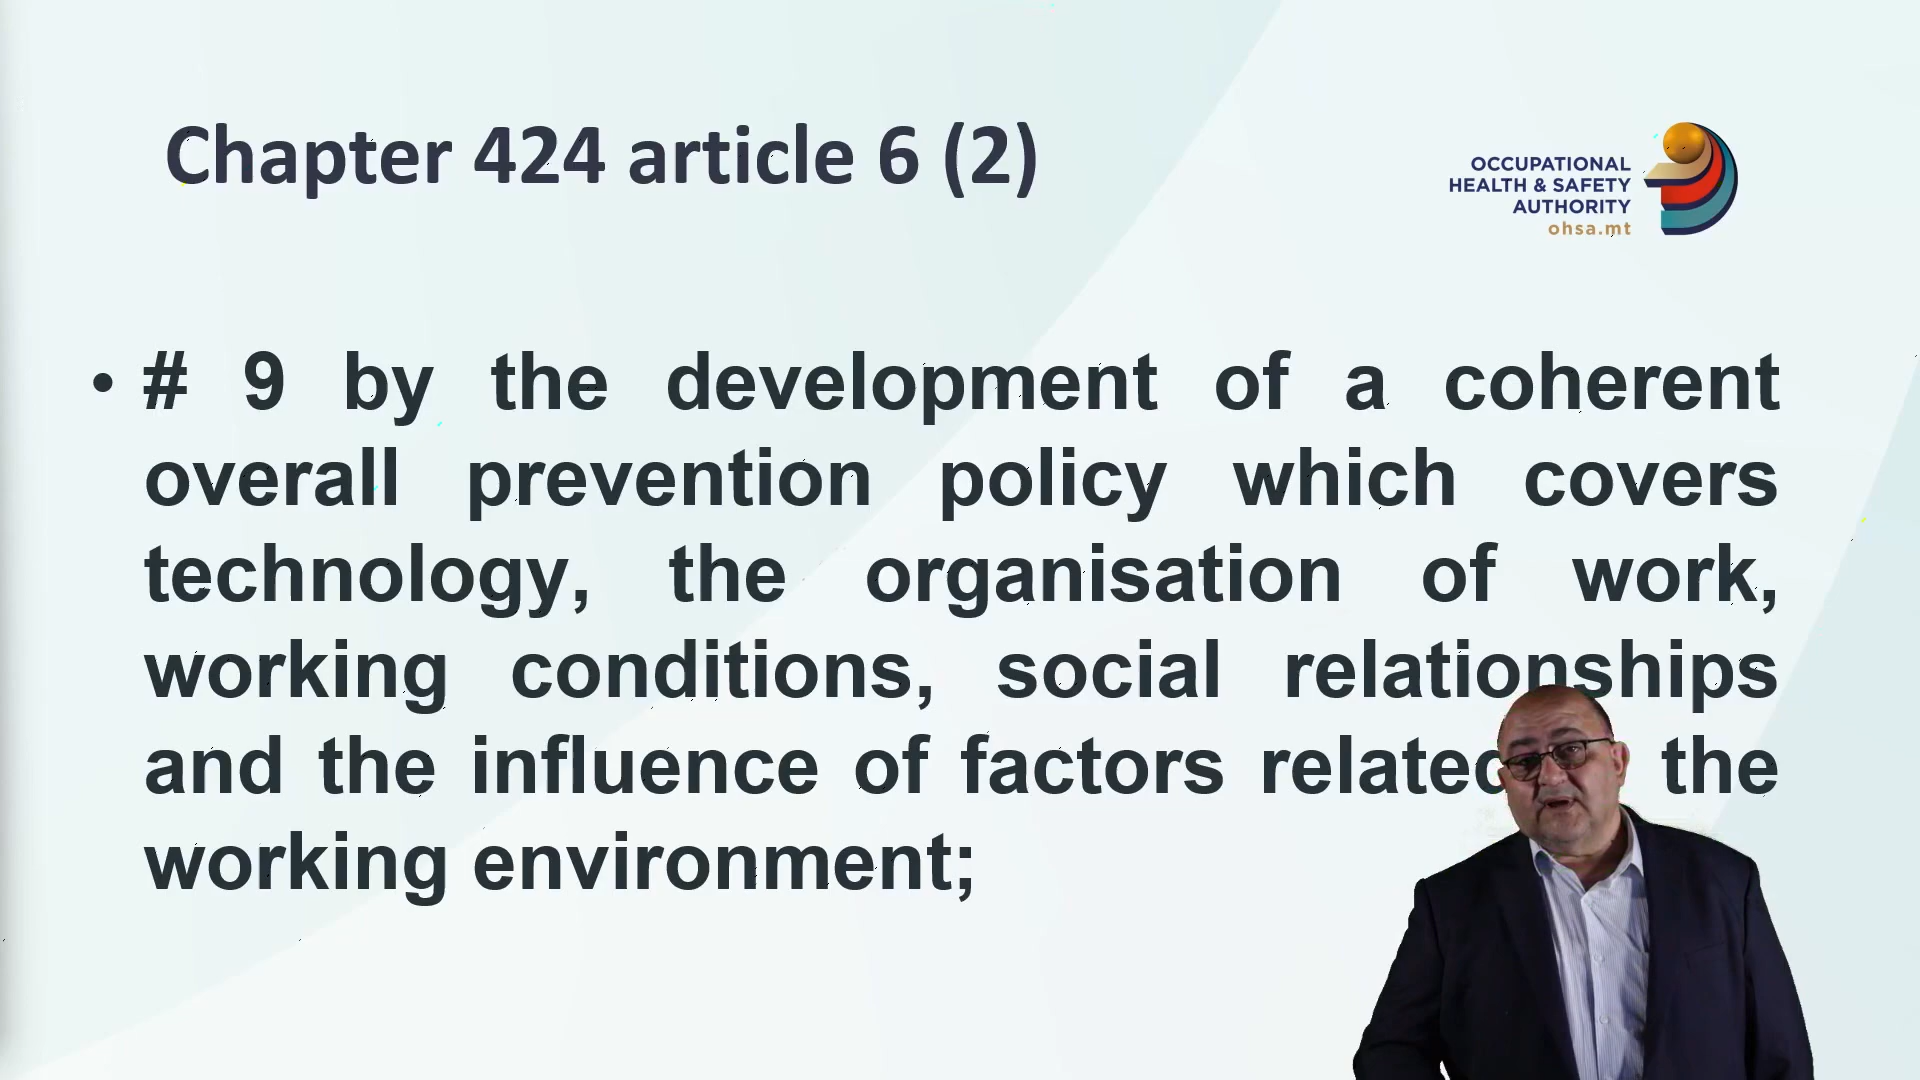 Chapter 424 article 6 (2)
OCCUPATIONAL
HEALTH & SAFETY
AUTHORITY
ohsa.mt
• # 9 by the development of a coherent
overall prevention policy which covers
technology, the organisation of work,
working conditions, social relationships
and the influence of factors related the
working environment;